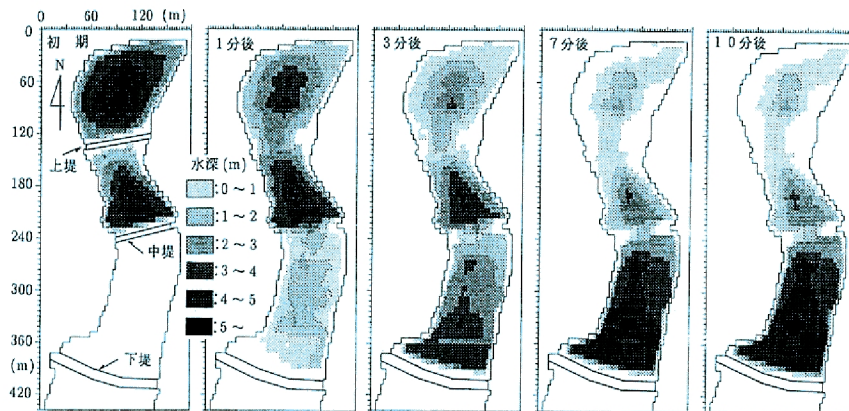 0 60 120 (m)
0
60
120
180
240
300
360
(m)
420
初 期
N
上堤
中堤
下堤
1分後
水深(m)
:0~1
:1~2
:2~3
:3~4
:4~5
:5~
3分後
7分後
10分後